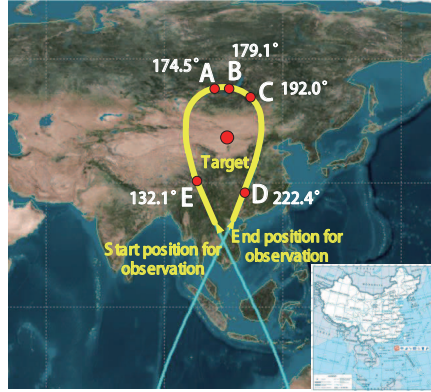 179.1°
174.5°
A
B
C
192.0°
Target
132.1°
E
D
222.4°
Start position for
observation
End position for
observation